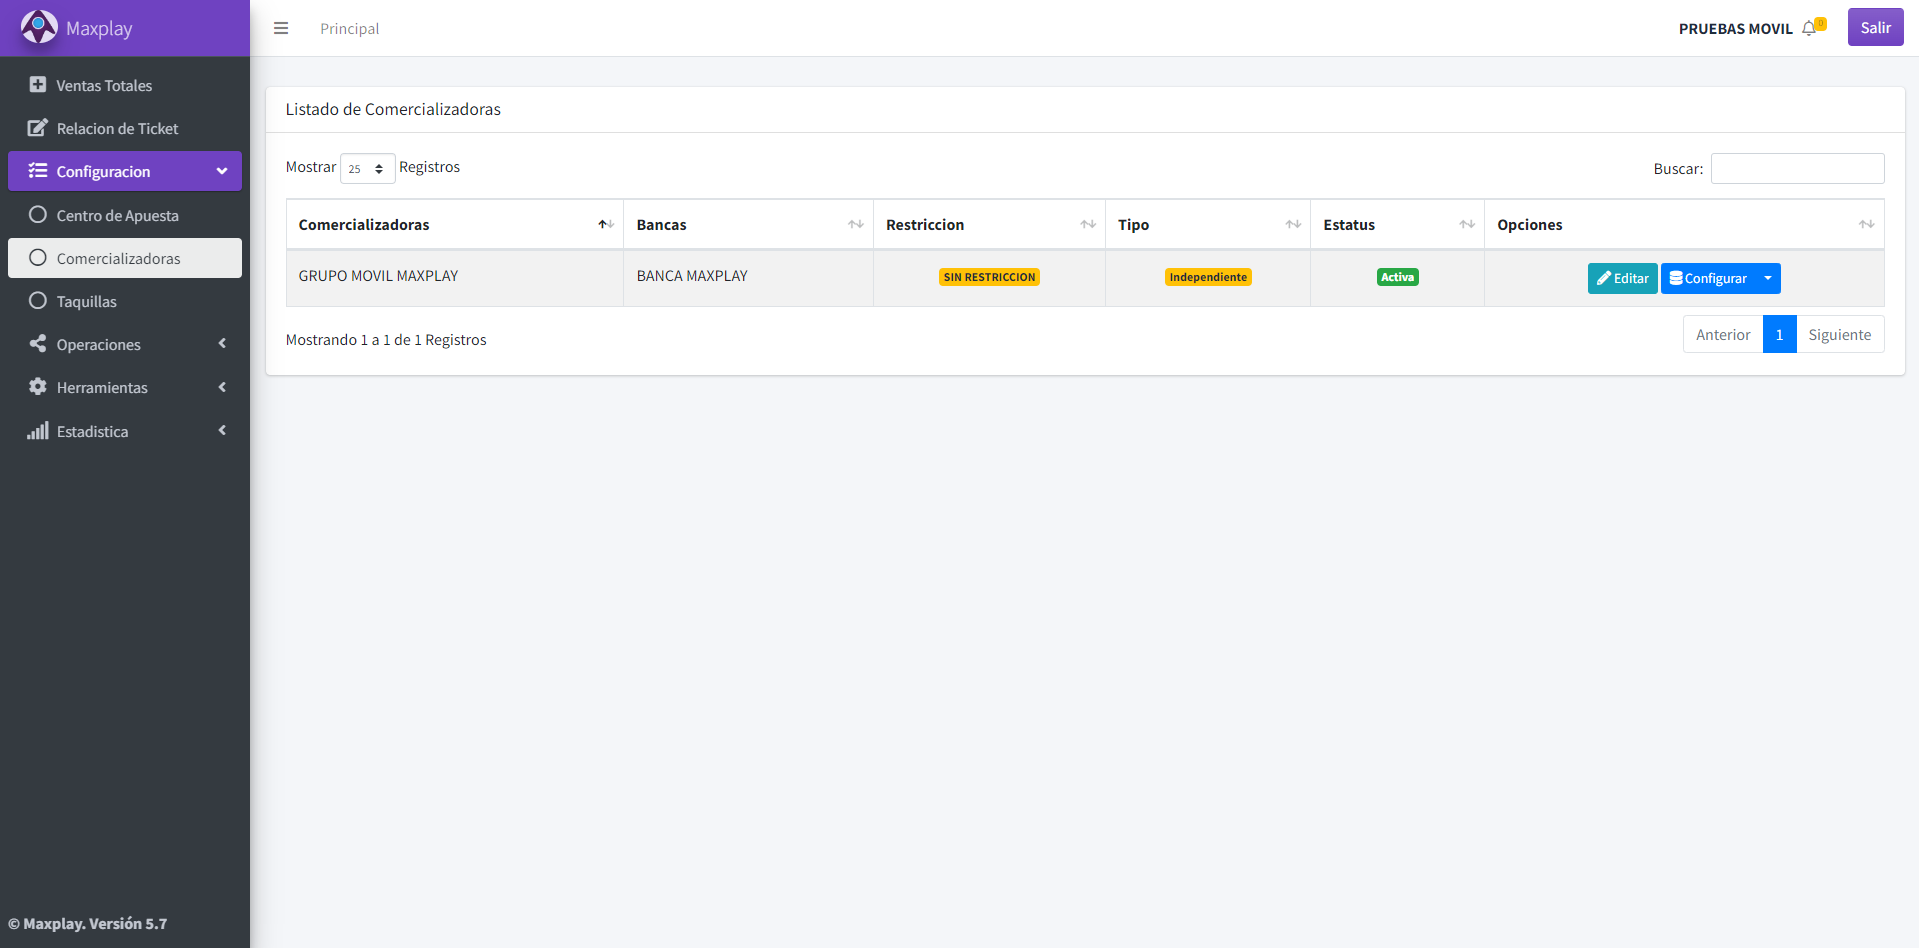 Maxplay
Principal
PRUEBAS MOVIL
0
Salir
Ventas Totales
Relacion de Ticket
Configuracion
Centro de Apuesta
Comercializadoras
Taquillas
Operaciones
Herramientas
Estadistica
© Maxplay. Versión 5.7
Listado de Comercializadoras
Mostrar 25 Registros
Buscar:
Comercializadoras Bancas Restriccion Tipo Estatus Opciones
GRUPO MOVIL MAXPLAY BANCA MAXPLAY SIN RESTRICCION Independiente Activa Editar Configurar
Mostrando 1 a 1 de 1 Registros
Anterior 1 Siguiente